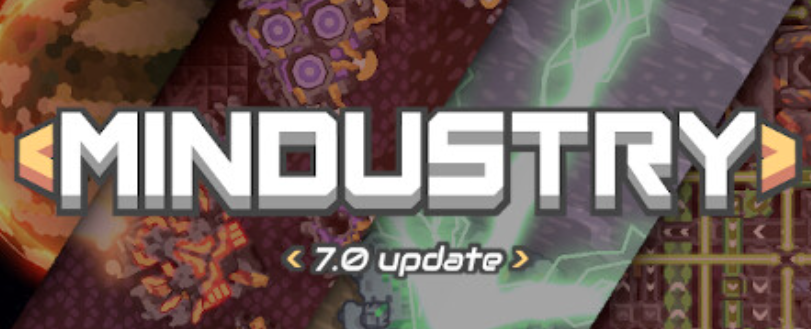 <MINDUSTRY>
< 7.0 update >